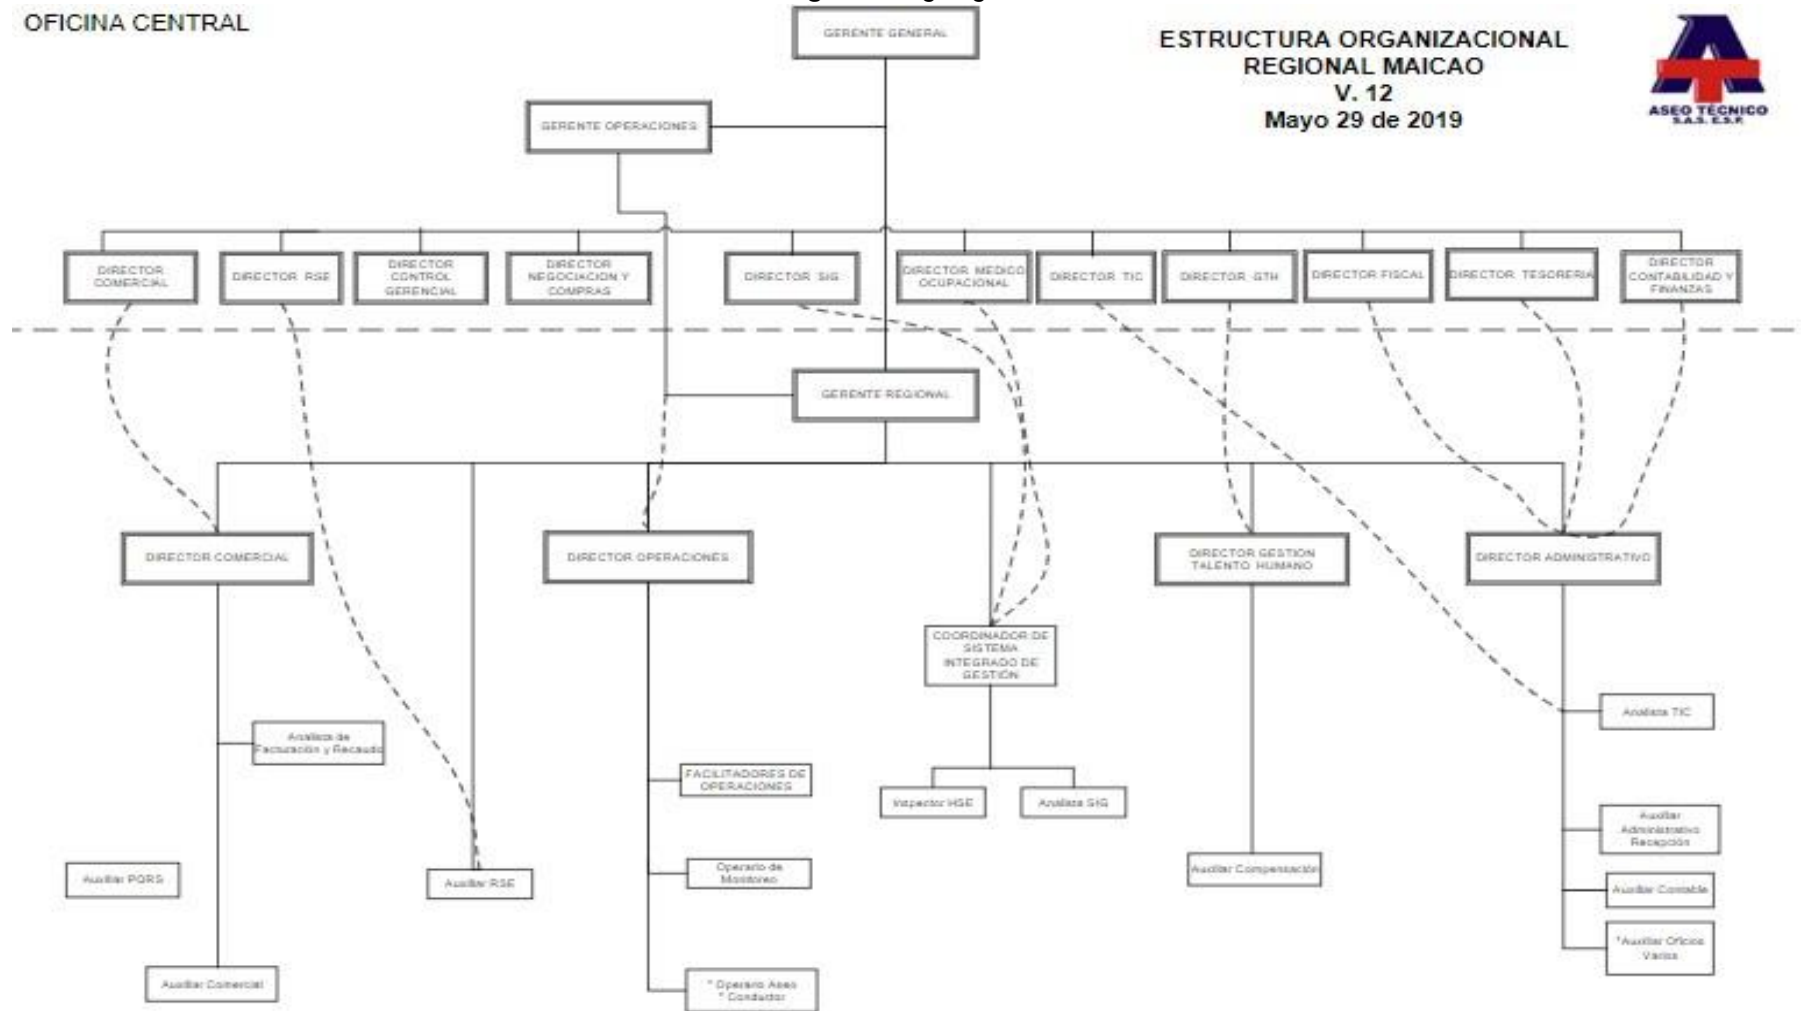 OFICINA CENTRAL
GERENTE GENERAL
ESTRUCTURA ORGANIZACIONAL
REGIONAL MAICAO
V. 12
Mayo 29 de 2019
ASEO TÉCNICO
S.A.S. E.S.P.
GERENTE OPERACIONES
DIRECTOR
COMERCIAL
DIRECTOR RSE
DIRECTOR
CONTROL
GERENCIAL
DIRECTOR
NEGOCIACION Y
COMPRAS
DIRECTOR SIG
DIRECTOR MEDICO
OCUPACIONAL
DIRECTOR TIC
DIRECTOR GTH
DIRECTOR FISCAL
DIRECTOR TESORERIA
DIRECTOR
CONTABILIDAD Y
FINANZAS
GERENTE REGIONAL
DIRECTOR COMERCIAL
DIRECTOR OPERACIONES
DIRECTOR GESTION
TALENTO HUMANO
DIRECTOR ADMINISTRATIVO
COORDINADOR DE
SISTEMA
INTEGRADO DE
GESTIÓN
Analista TIC
Analista de
Facturación y Recaudo
FACILITADORES DE
OPERACIONES
Inspector HSE
Analista SIG
Auxiliar
Administrativo
Recepción
Auxiliar PQRS
Auxiliar RSE
Operario de
Monitoreo
Auxiliar Compensación
Auxiliar Contable
*Auxiliar Oficios
Varios
Auxiliar Comercial
* Operario Aseo
* Conductor